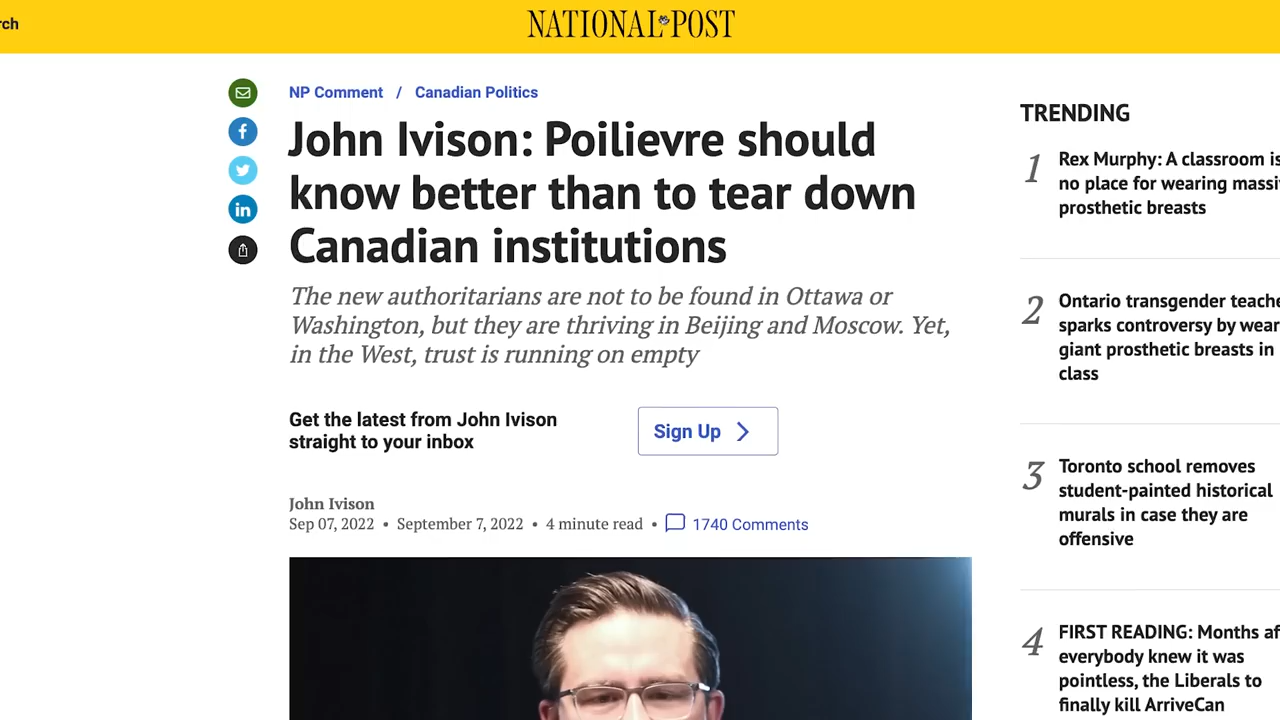 rch
NATIONAL POST
NP Comment / Canadian Politics
John Ivison: Poilievre should
know better than to tear down
Canadian institutions
The new authoritarians are not to be found in Ottawa or
Washington, but they are thriving in Beijing and Moscow. Yet,
in the West, trust is running on empty
Get the latest from John Ivison
straight to your inbox
Sign Up
John Ivison
Sep 07, 2022 • September 7, 2022 • 4 minute read • 1740 Comments
TRENDING
1
Rex Murphy: A classroom is
no place for wearing massi
prosthetic breasts
2
Ontario transgender teache
sparks controversy by wear
giant prosthetic breasts in
class
3
Toronto school removes
student-painted historical
murals in case they are
offensive
4
FIRST READING: Months af
everybody knew it was
pointless, the Liberals to
finally kill ArriveCan